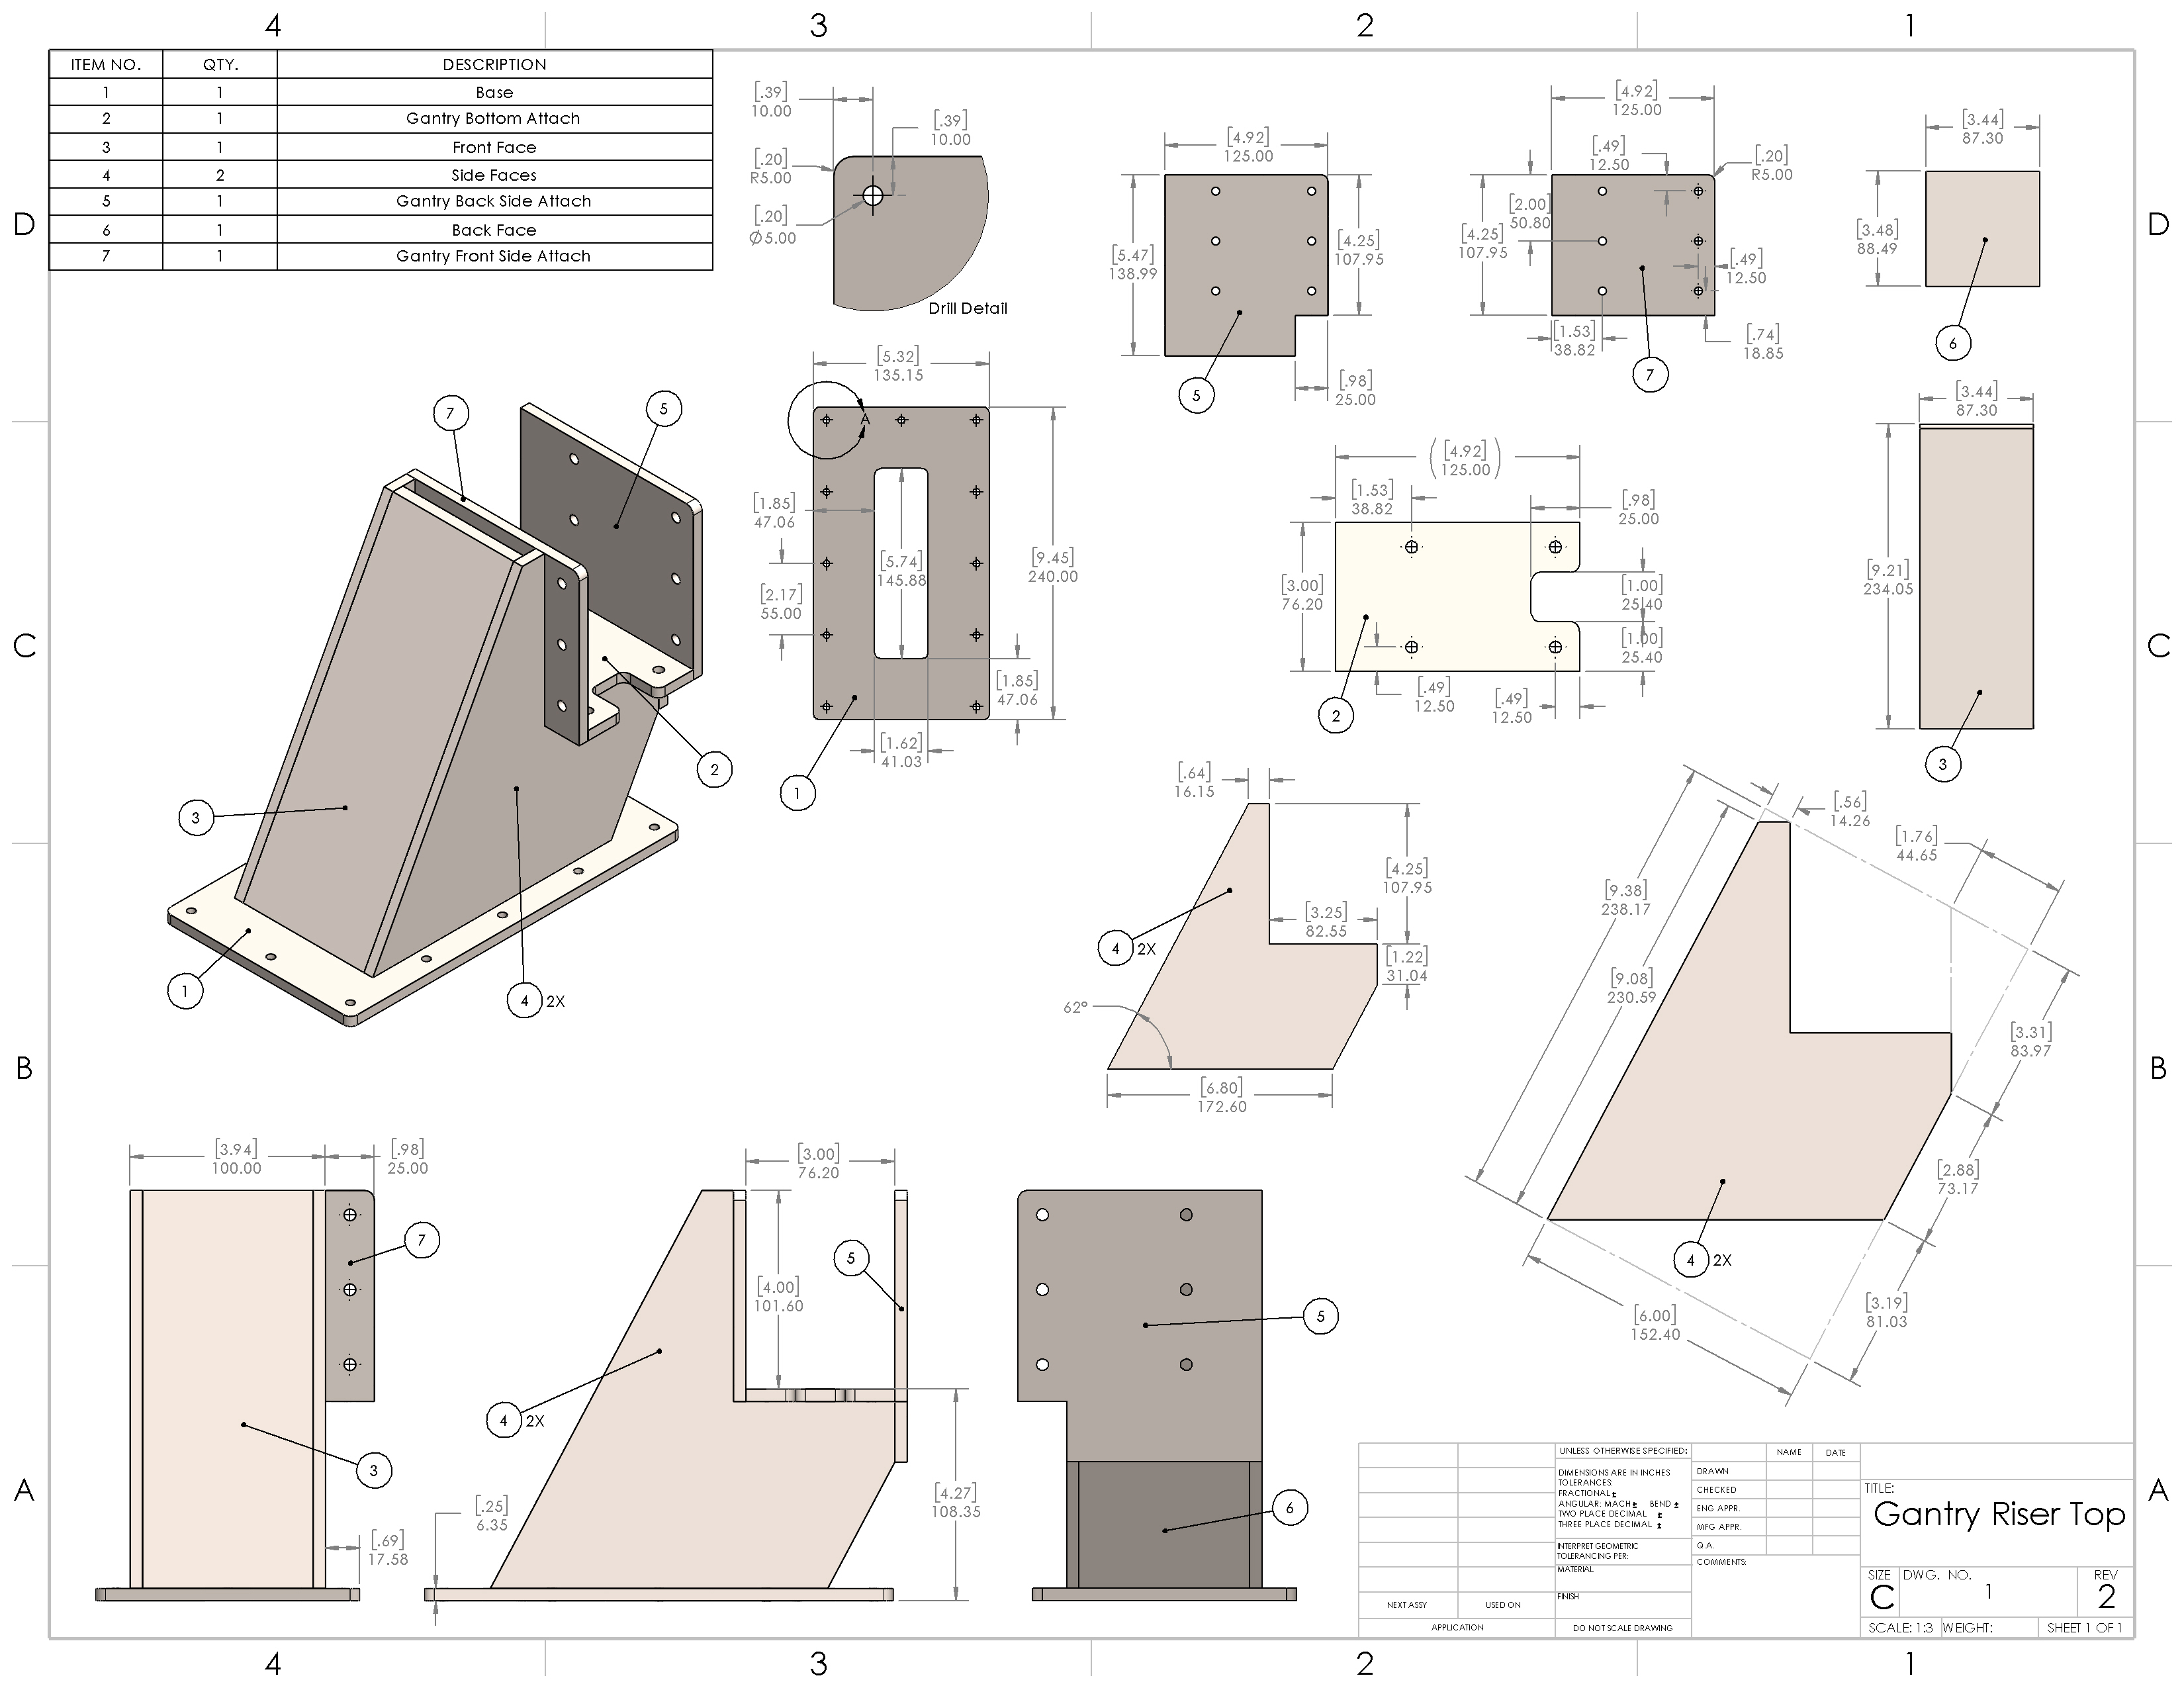 4
3
2
1
D
D
C
C
B
B
A
A
4
3
2
1
ITEM NO. QTY. DESCRIPTION
1 1 Base
2 1 Gantry Bottom Attach
3 1 Front Face
4 2 Side Faces
5 1 Gantry Back Side Attach
6 1 Back Face
7 1 Gantry Front Side Attach
[.39]
10.00
[.39]
10.00
[.20]
R5.00
[.20]
Ø5.00
Drill Detail
[4.92]
125.00
[5.47]
138.99
[4.25]
107.95
[.98]
25.00
5
[4.92]
125.00
[.49]
12.50
[.20]
R5.00
[2.00]
50.80
[4.25]
107.95
[.49]
12.50
[1.53]
38.82
[.74]
18.85
7
[3.44]
87.30
[3.48]
88.49
6
7
5
3
1
2
4 2X
[5.32]
135.15
A
[1.85]
47.06
[5.74]
145.88
[9.45]
240.00
[2.17]
55.00
[1.85]
47.06
[1.62]
41.03
1
([4.92]
125.00)
[1.53]
38.82
[.98]
25.00
[3.00]
76.20
[1.00]
25.40
[1.00]
25.40
[.49]
12.50
[.49]
12.50
2
[3.44]
87.30
[9.21]
234.05
3
[.64]
16.15
[4.25]
107.95
[3.25]
82.55
[1.22]
31.04
4 2X
62°
[6.80]
172.60
[.56]
14.26
[1.76]
44.65
[9.38]
238.17
[9.08]
230.59
[3.31]
83.97
[2.88]
73.17
4 2X
[3.19]
81.03
[6.00]
152.40
[3.94]
100.00
[.98]
25.00
7
3
[.69]
17.58
[3.00]
76.20
[4.00]
101.60
5
4 2X
[.25]
6.35
[4.27]
108.35
5
6
UNLESS OTHERWISE SPECIFIED:
DIMENSIONS ARE IN INCHES
TOLERANCES:
FRACTIONAL ±
ANGULAR: MACH ± BEND ±
TWO PLACE DECIMAL ±
THREE PLACE DECIMAL ±
INTERPRET GEOMETRIC
TOLERANCING PER:
MATERIAL
FINISH
NEXT ASSY USED ON
APPLICATION
DO NOT SCALE DRAWING
NAME DATE
DRAWN
CHECKED
ENG APPR.
MFG APPR.
Q.A.
COMMENTS:
TITLE:
Gantry Riser Top
SIZE DWG. NO. REV
C 1 2
SCALE: 1:3 WEIGHT: SHEET 1 OF 1